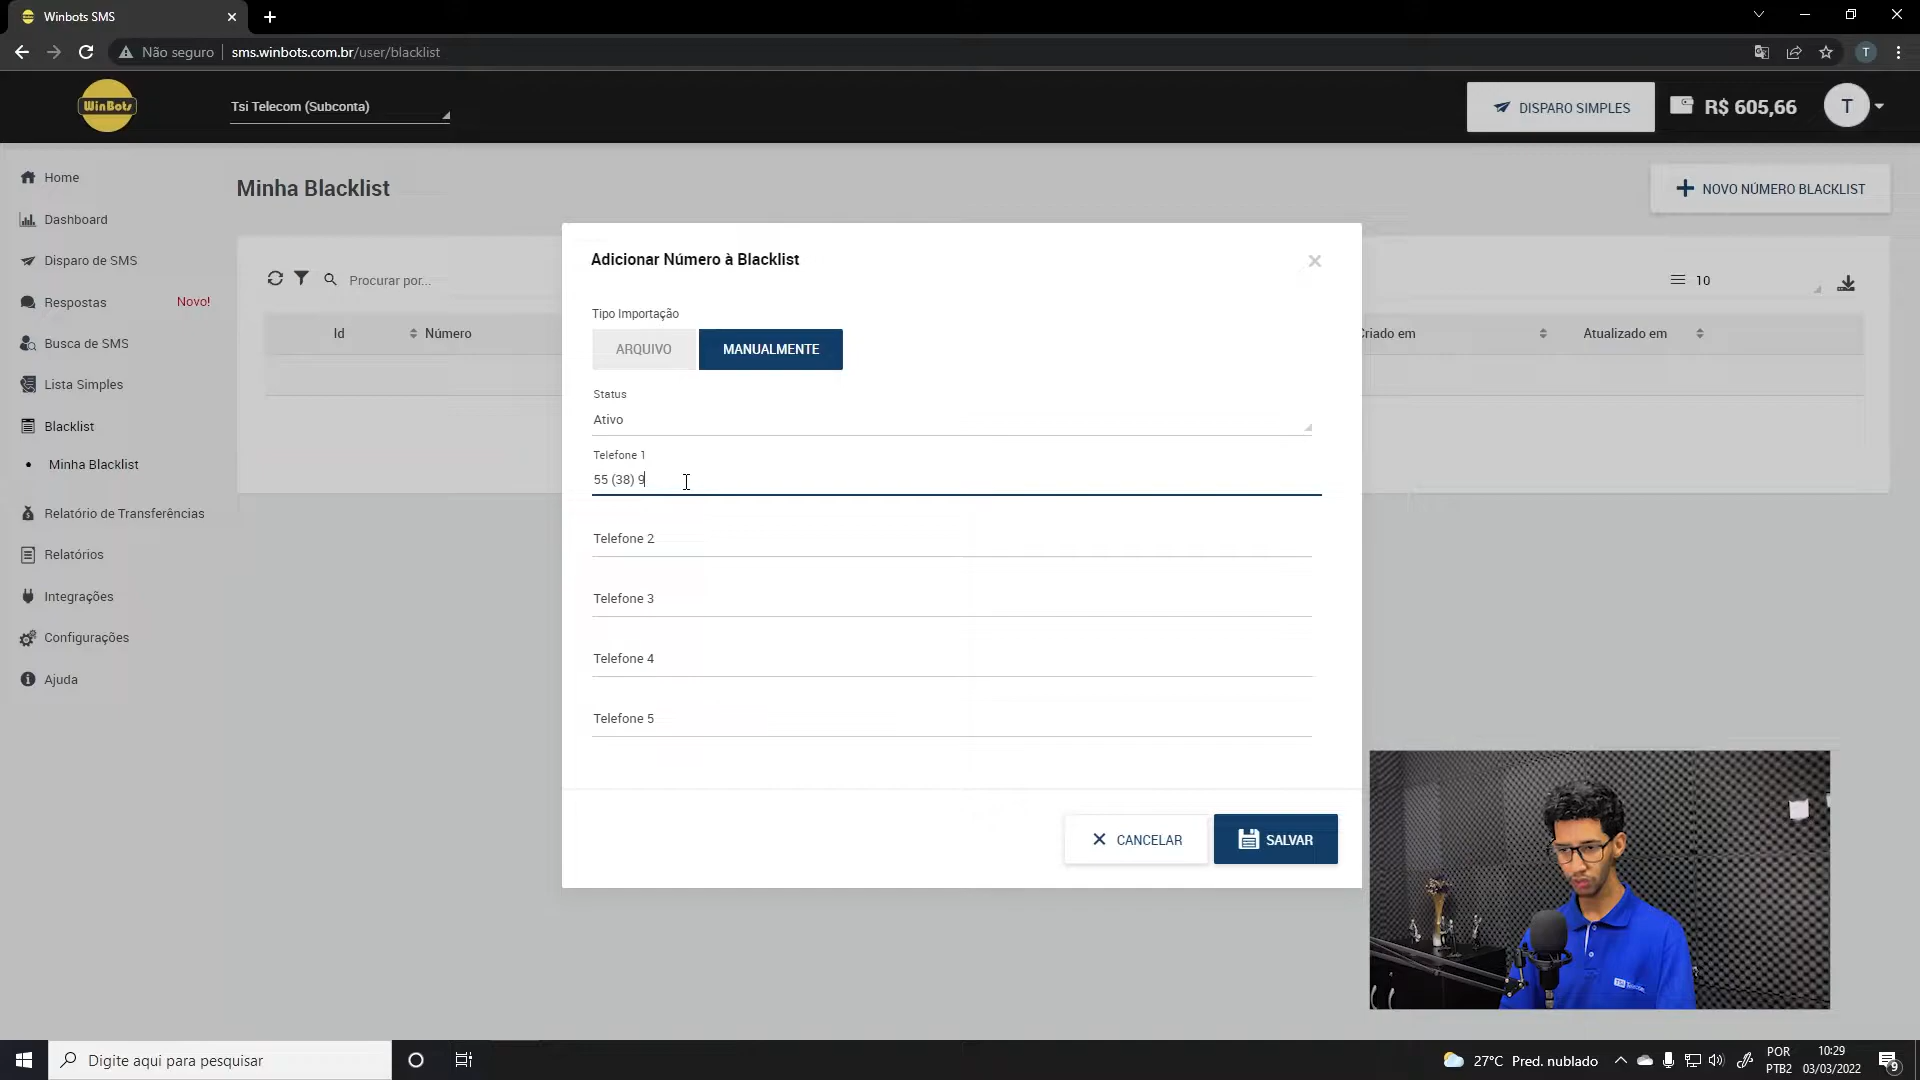 Winbots SMS
Não seguro
sms.winbots.com.br/user/blacklist
T
WinBots
Tsi Telecom (Subconta)
DISPARO SIMPLES
R$ 605,66
T
Home
Dashboard
Disparo de SMS
Respostas Novo!
Busca de SMS
Lista Simples
Blacklist
Minha Blacklist
Relatório de Transferências
Relatórios
Integrações
Configurações
Ajuda
Minha Blacklist
NOVO NÚMERO BLACKLIST
Procurar por...
10
Id
Número
Criado em
Atualizado em
Adicionar Número à Blacklist
Tipo Importação
ARQUIVO
MANUALMENTE
Status
Ativo
Telefone 1
55 (38) 9
Telefone 2
Telefone 3
Telefone 4
Telefone 5
CANCELAR
SALVAR
TSI Telecom
Digite aqui para pesquisar
27°C Pred. nublado
POR
PTB2
10:29
03/03/2022
9